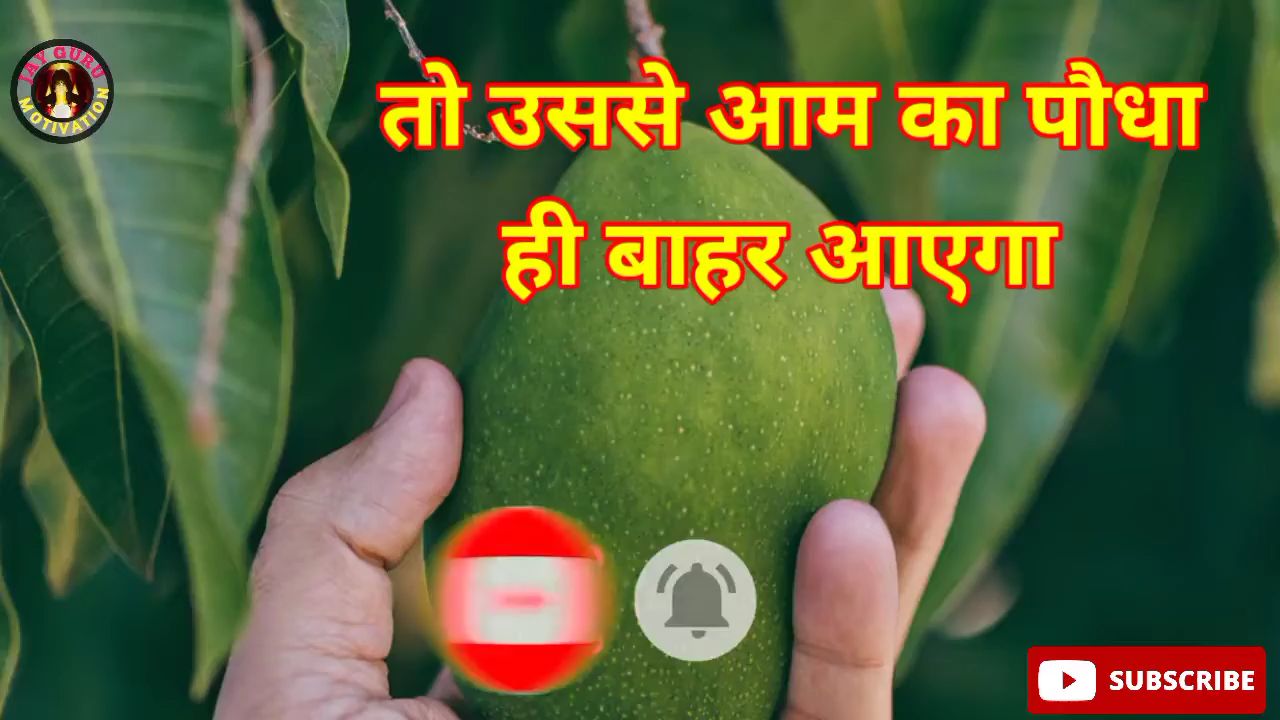 JAY GURU
MOTIVATION
तो उससे आम का पौधा
ही बाहर आएगा
SUBSCRIBE